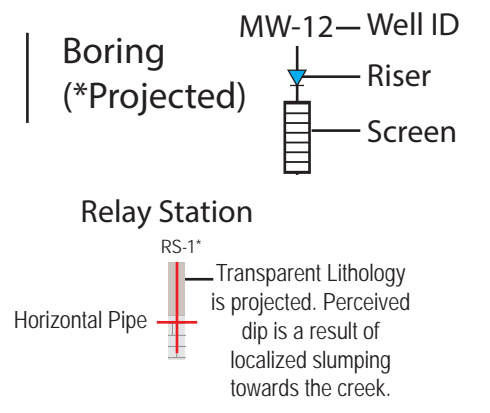 Boring
(*Projected)
MW-12
Well ID
Riser
Screen
Relay Station
RS-1*
Horizontal Pipe
Transparent Lithology
is projected. Perceived
dip is a result of
localized slumping
towards the creek.